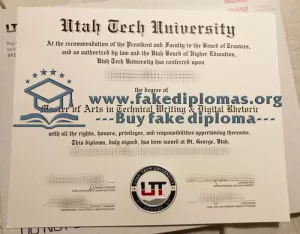 Utah Tech University
At the recommendation of the President and Faculty to the Board of Trustees,
and as authorized by law and the Utah Board of Higher Education,
Utah Tech University has conferred upon
the degree of
www.fakediplomas.org
Master of Arts in Technical Writing & Digital Rhetoric
---Buy fake diploma---
with all the rights, honors, privileges, and responsibilities appertaining thereunto.
This diploma, duly signed, has been issued at St. George, Utah.
UT
DO NOT